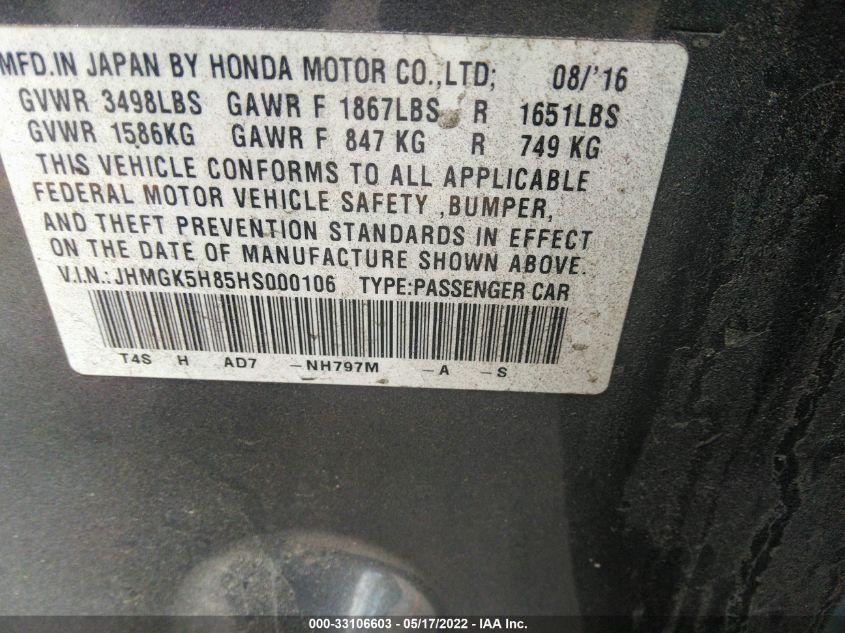 MFD.IN JAPAN BY HONDA MOTOR CO.,LTD; 08/'16
GVWR 3498LBS GAWR F 1867LBS R 1651LBS
GVWR 1586KG GAWR F 847 KG R 749 KG
THIS VEHICLE CONFORMS TO ALL APPLICABLE
FEDERAL MOTOR VEHICLE SAFETY ,BUMPER,
AND THEFT PREVENTION STANDARDS IN EFFECT
ON THE DATE OF MANUFACTURE SHOWN ABOVE.
V.I.N.: JHMGK5H85HS000106 TYPE:PASSENGER CAR
T4S H AD7 -NH797M -A -S
000-33106603 - 05/17/2022 - IAA Inc.